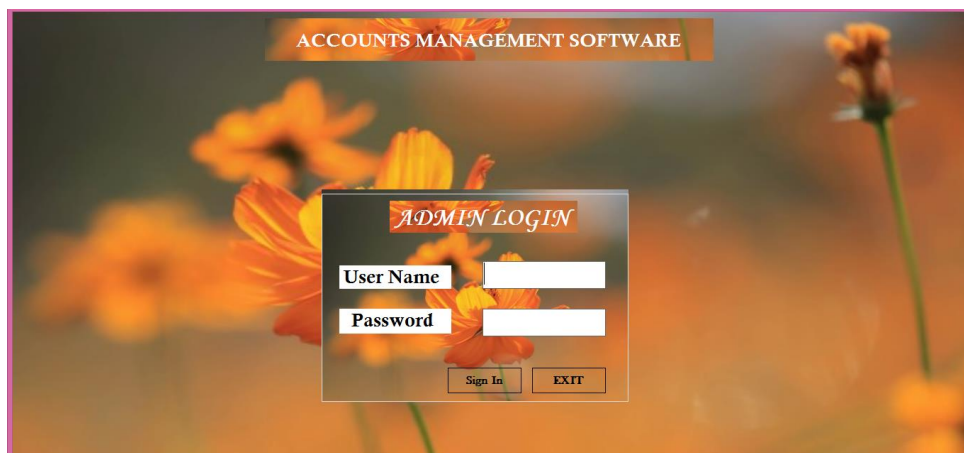 ACCOUNTS MANAGEMENT SOFTWARE
ADMIN LOGIN
User Name
Password
Sign In EXIT